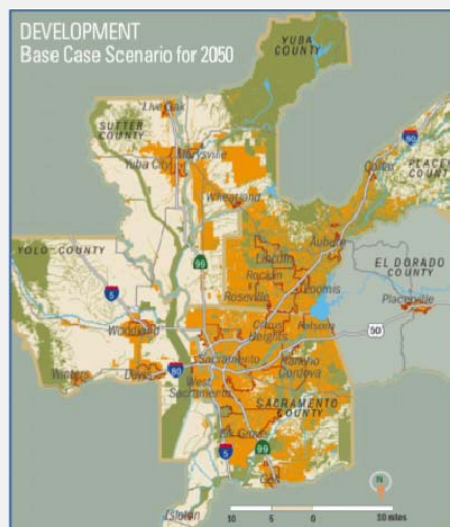 DEVELOPMENT
Base Case Scenario for 2050
YUBA
COUNTY
Live Oak
SUTTER
COUNTY
Marysville
Yuba City
Wheatland
80
Colfax
PLACER
COUNTY
Auburn
YOLO COUNTY
99
Lincoln
Rocklin
Loomis
Roseville
EL DORADO
COUNTY
Placerville
5
Woodland
Citrus
Heights
Folsom
50
Sacramento
Rancho
Cordova
Winters
Davis
80
West
Sacramento
SACRAMENTO
COUNTY
Elk Grove
5
99
Galt
Isleton
N
10 5 0 10 miles